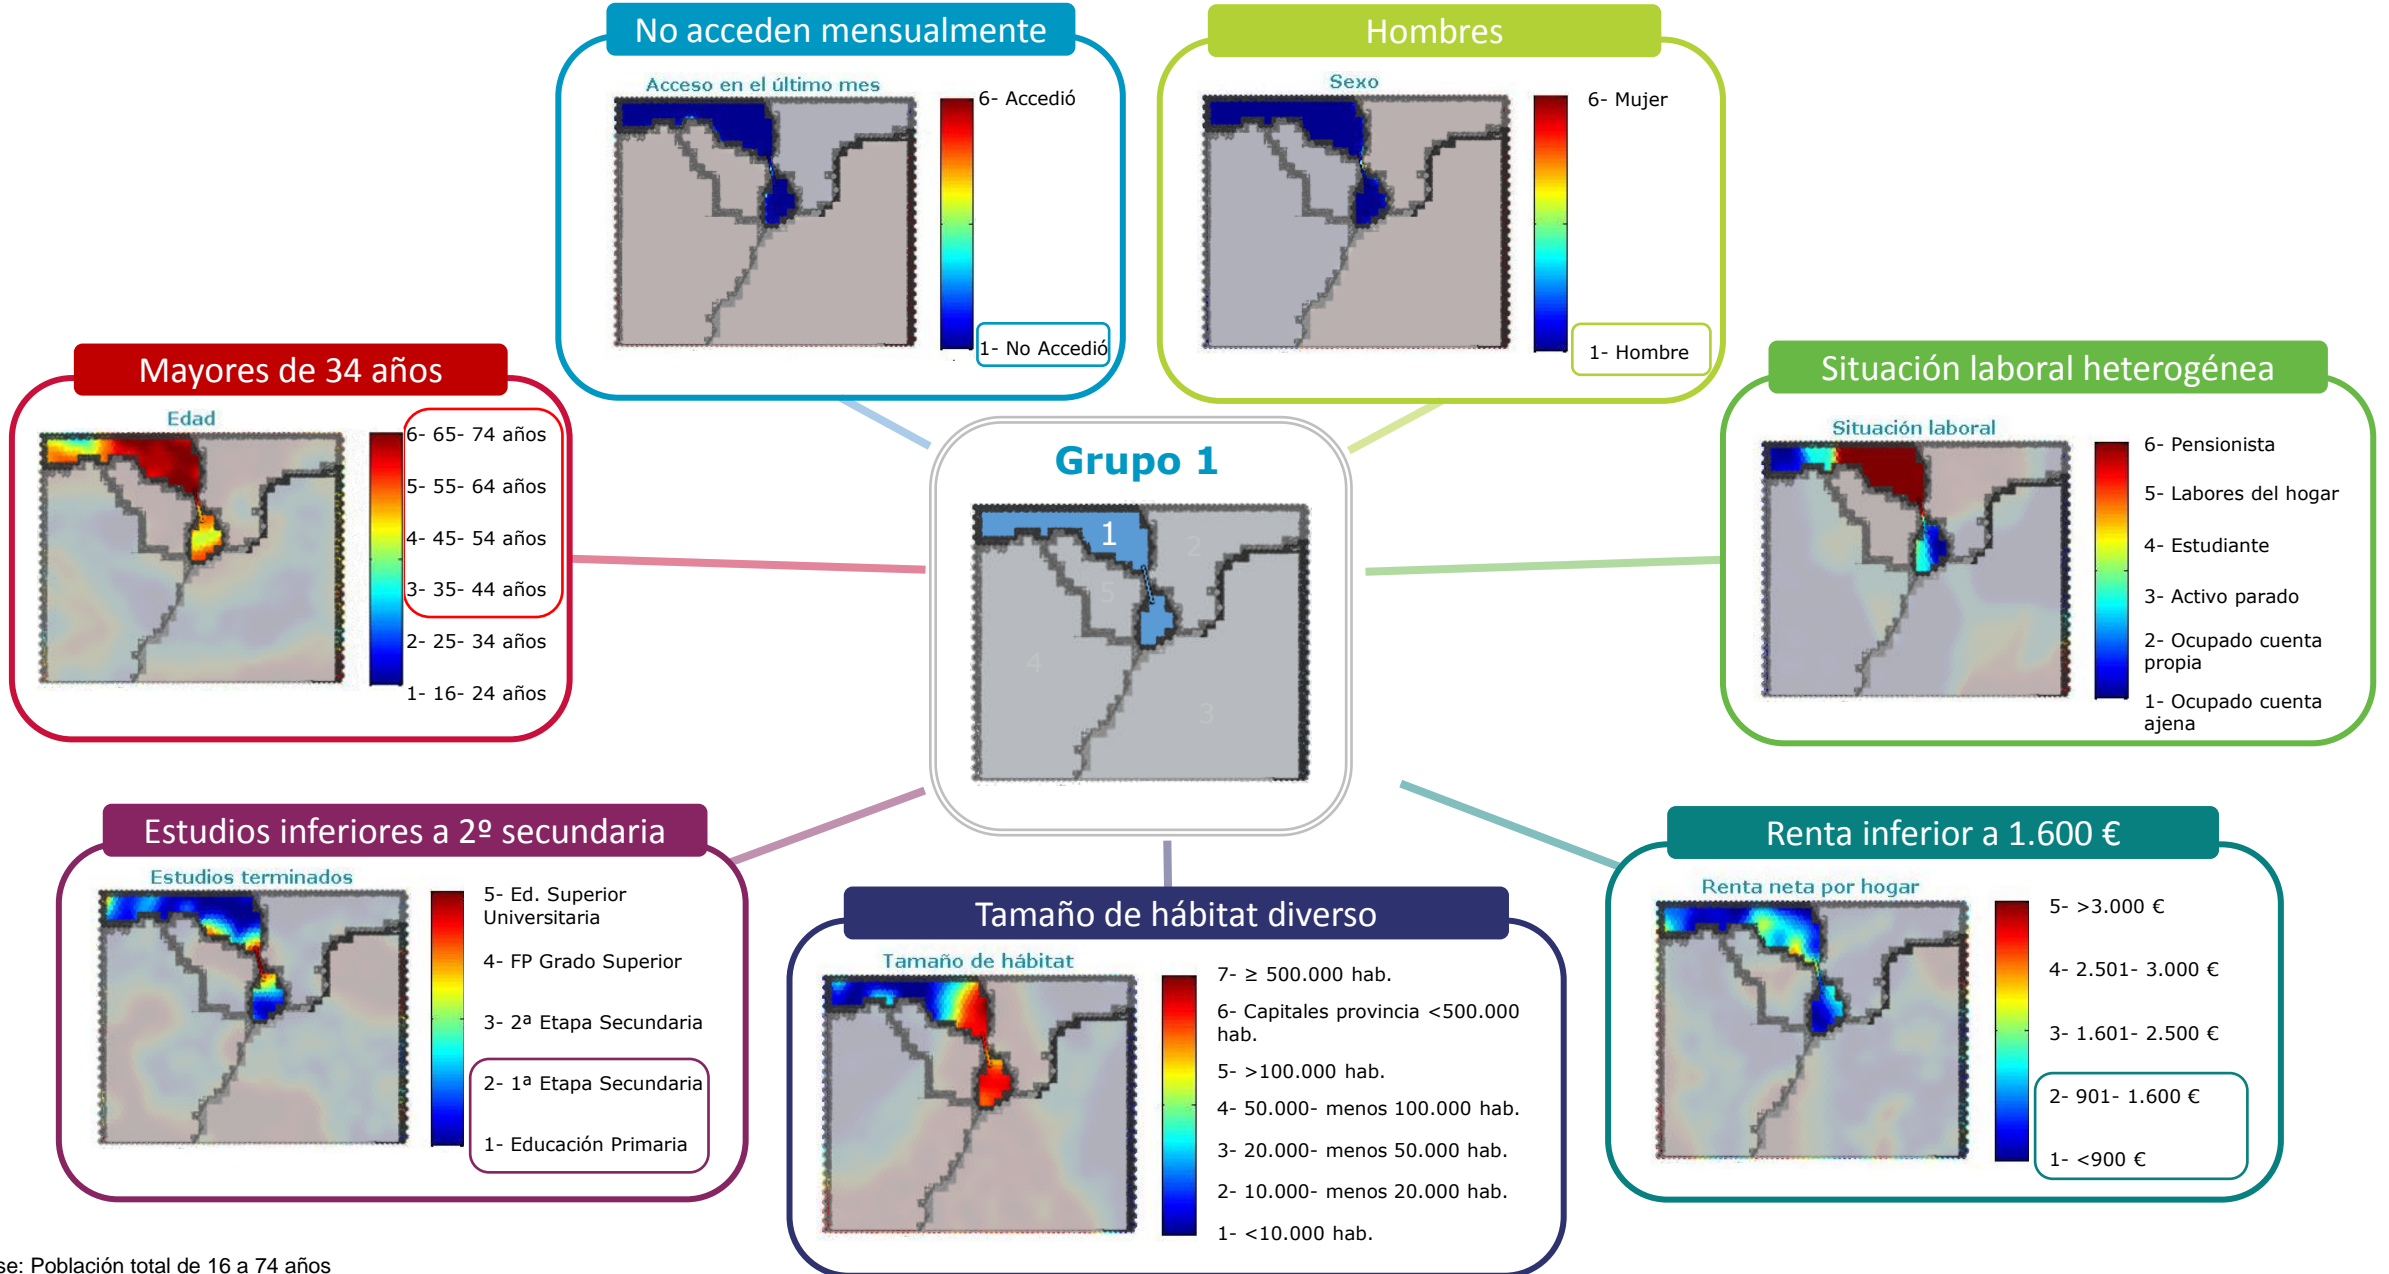 No acceden mensualmente
Acceso en el último mes
6- Accedió
1- No Accedió
Hombres
Sexo
6- Mujer
1- Hombre
Mayores de 34 años
Edad
6- 65- 74 años
5- 55- 64 años
4- 45- 54 años
3- 35- 44 años
2- 25- 34 años
1- 16- 24 años
Grupo 1
1
2
5
4
3
Situación laboral heterogénea
Situación laboral
6- Pensionista
5- Labores del hogar
4- Estudiante
3- Activo parado
2- Ocupado cuenta
propia
1- Ocupado cuenta
ajena
Estudios inferiores a 2º secundaria
Estudios terminados
5- Ed. Superior
Universitaria
4- FP Grado Superior
3- 2ª Etapa Secundaria
2- 1ª Etapa Secundaria
1- Educación Primaria
Tamaño de hábitat diverso
Tamaño de hábitat
7- ≥ 500.000 hab.
6- Capitales provincia <500.000
hab.
5- >100.000 hab.
4- 50.000- menos 100.000 hab.
3- 20.000- menos 50.000 hab.
2- 10.000- menos 20.000 hab.
1- <10.000 hab.
Renta inferior a 1.600 €
Renta neta por hogar
5- >3.000 €
4- 2.501- 3.000 €
3- 1.601- 2.500 €
2- 901- 1.600 €
1- <900 €
se: Población total de 16 a 74 años